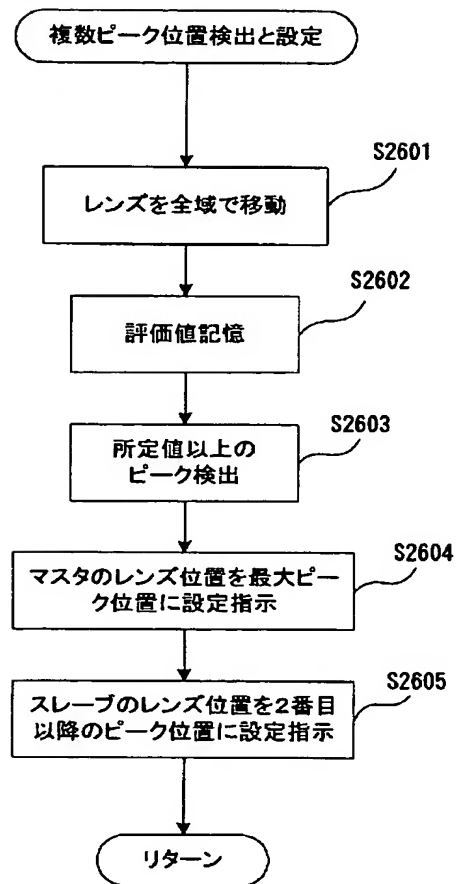 複数ピーク位置検出と設定
S2601
レンズを全域で移動
S2602
評価値記憶
S2603
所定値以上の
ピーク検出
S2604
マスタのレンズ位置を最大ピー
ク位置に設定指示
S2605
スレーブのレンズ位置を2番目
以降のピーク位置に設定指示
リターン